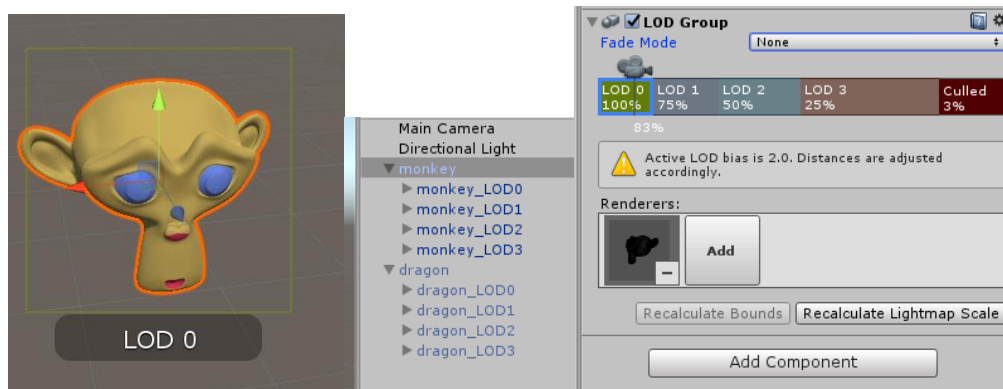 LOD 0
Main Camera
Directional Light
monkey
monkey_LOD0
monkey_LOD1
monkey_LOD2
monkey_LOD3
dragon
dragon_LOD0
dragon_LOD1
dragon_LOD2
dragon_LOD3
LOD Group
Fade Mode None
LOD 0 LOD 1 LOD 2 LOD 3 Culled
100% 75% 50% 25% 3%
83%
Active LOD bias is 2.0. Distances are adjusted
accordingly.
Renderers:
Add
Recalculate Bounds Recalculate Lightmap Scale
Add Component